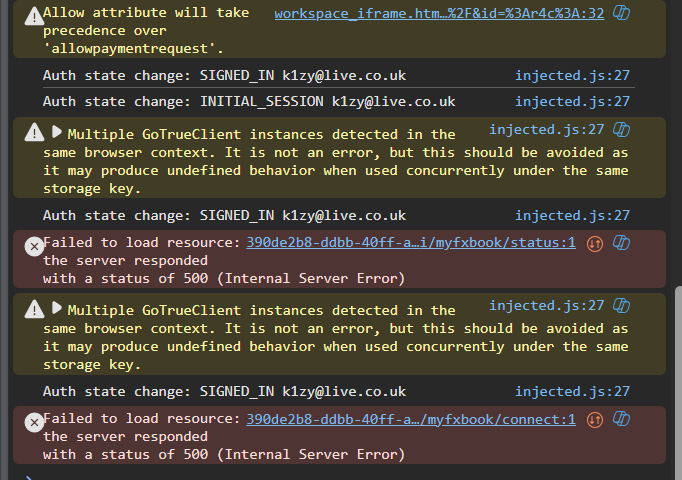 Allow attribute will take workspace_iframe.htm…%2F&id=%3Ar4c%3A:32
precedence over
'allowpaymentrequest'.
Auth state change: SIGNED_IN k1zy@live.co.uk injected.js:27
Auth state change: INITIAL_SESSION k1zy@live.co.uk injected.js:27
Multiple GoTrueClient instances detected in the injected.js:27
same browser context. It is not an error, but this should be avoided as
it may produce undefined behavior when used concurrently under the same
storage key.
Auth state change: SIGNED_IN k1zy@live.co.uk injected.js:27
Failed to load resource: 390de2b8-ddbb-40ff-a…i/myfxbook/status:1
the server responded
with a status of 500 (Internal Server Error)
Multiple GoTrueClient instances detected in the injected.js:27
same browser context. It is not an error, but this should be avoided as
it may produce undefined behavior when used concurrently under the same
storage key.
Auth state change: SIGNED_IN k1zy@live.co.uk injected.js:27
Failed to load resource: 390de2b8-ddbb-40ff-a…/myfxbook/connect:1
the server responded
with a status of 500 (Internal Server Error)